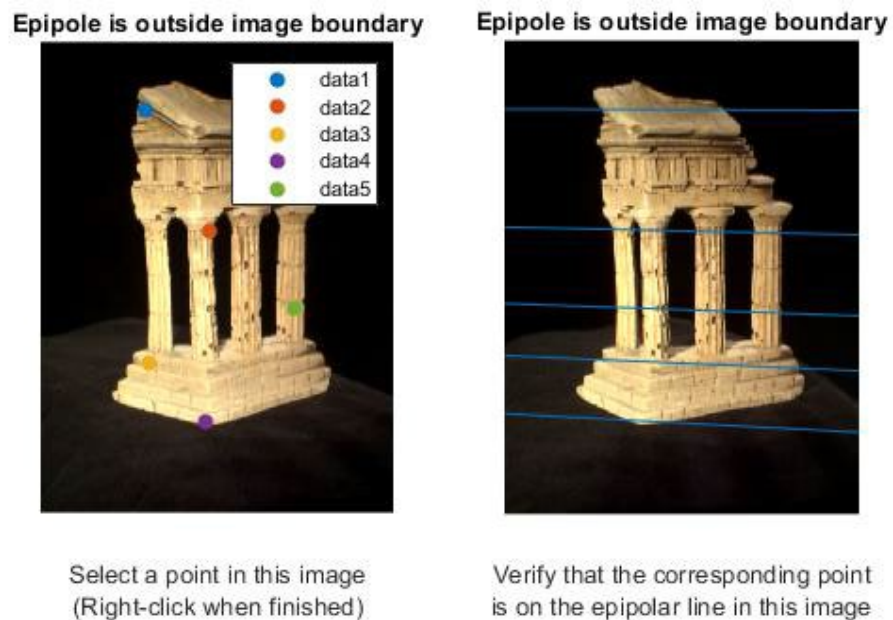 Epipole is outside image boundary
data1
data2
data3
data4
data5
Select a point in this image
(Right-click when finished)
Epipole is outside image boundary
Verify that the corresponding point
is on the epipolar line in this image